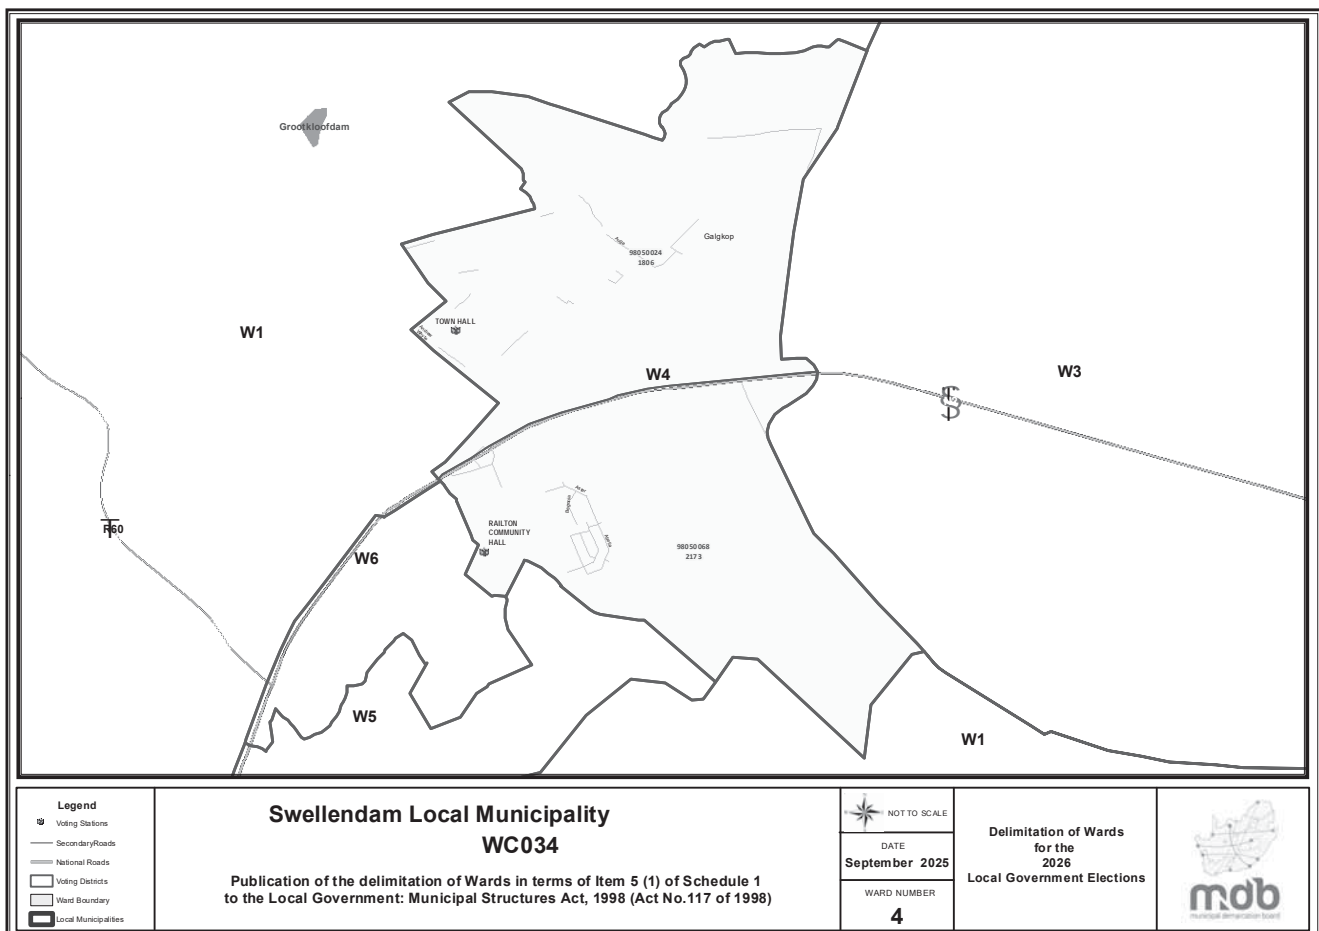 Grootkloofdam
Galgkop
98050024
1806
TOWN HALL
W1
W4
W3
R60
RAILTON
COMMUNITY
HALL
98050068
2173
W6
W5
W1
Legend
Voting Stations
SecondaryRoads
National Roads
Voting Districts
Ward Boundary
Local Municipalities
Swellendam Local Municipality
WC034
Publication of the delimitation of Wards in terms of Item 5 (1) of Schedule 1
to the Local Government: Municipal Structures Act, 1998 (Act No.117 of 1998)
NOT TO SCALE
DATE
September 2025
WARD NUMBER
4
Delimitation of Wards
for the
2026
Local Government Elections
mdb
municipal demarcation board